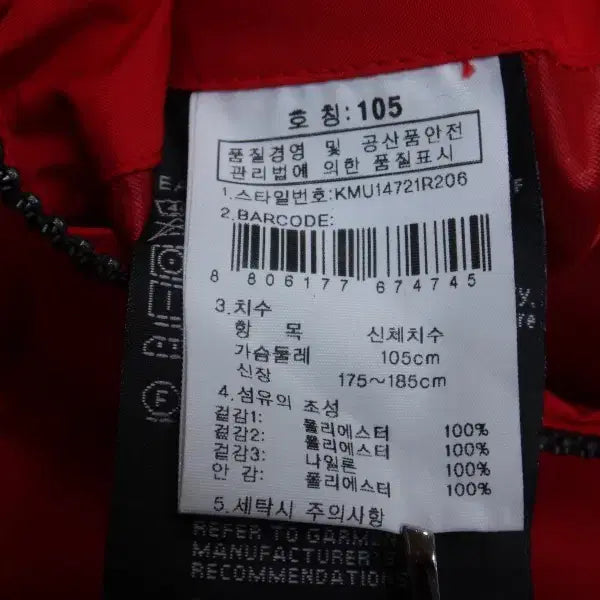 호 칭:105
품질경영 및 공산품안전
관리법에 의한 품질표시
1.스타일번호:KMU14721R206
2.BARCODE:
8 806177 674745
3.치수
항 목 신체치수
가슴둘레 105cm
신장 175~185cm
4.섬유의 조성
겉감1: 폴리에스터 100%
겉감2: 폴리에스터 100%
겉감3: 나일론 100%
안 감: 폴리에스터 100%
5.세탁시 주의사항
REFER TO GARMEN
MANUFACTURER'S
RECOMMENDATIONS